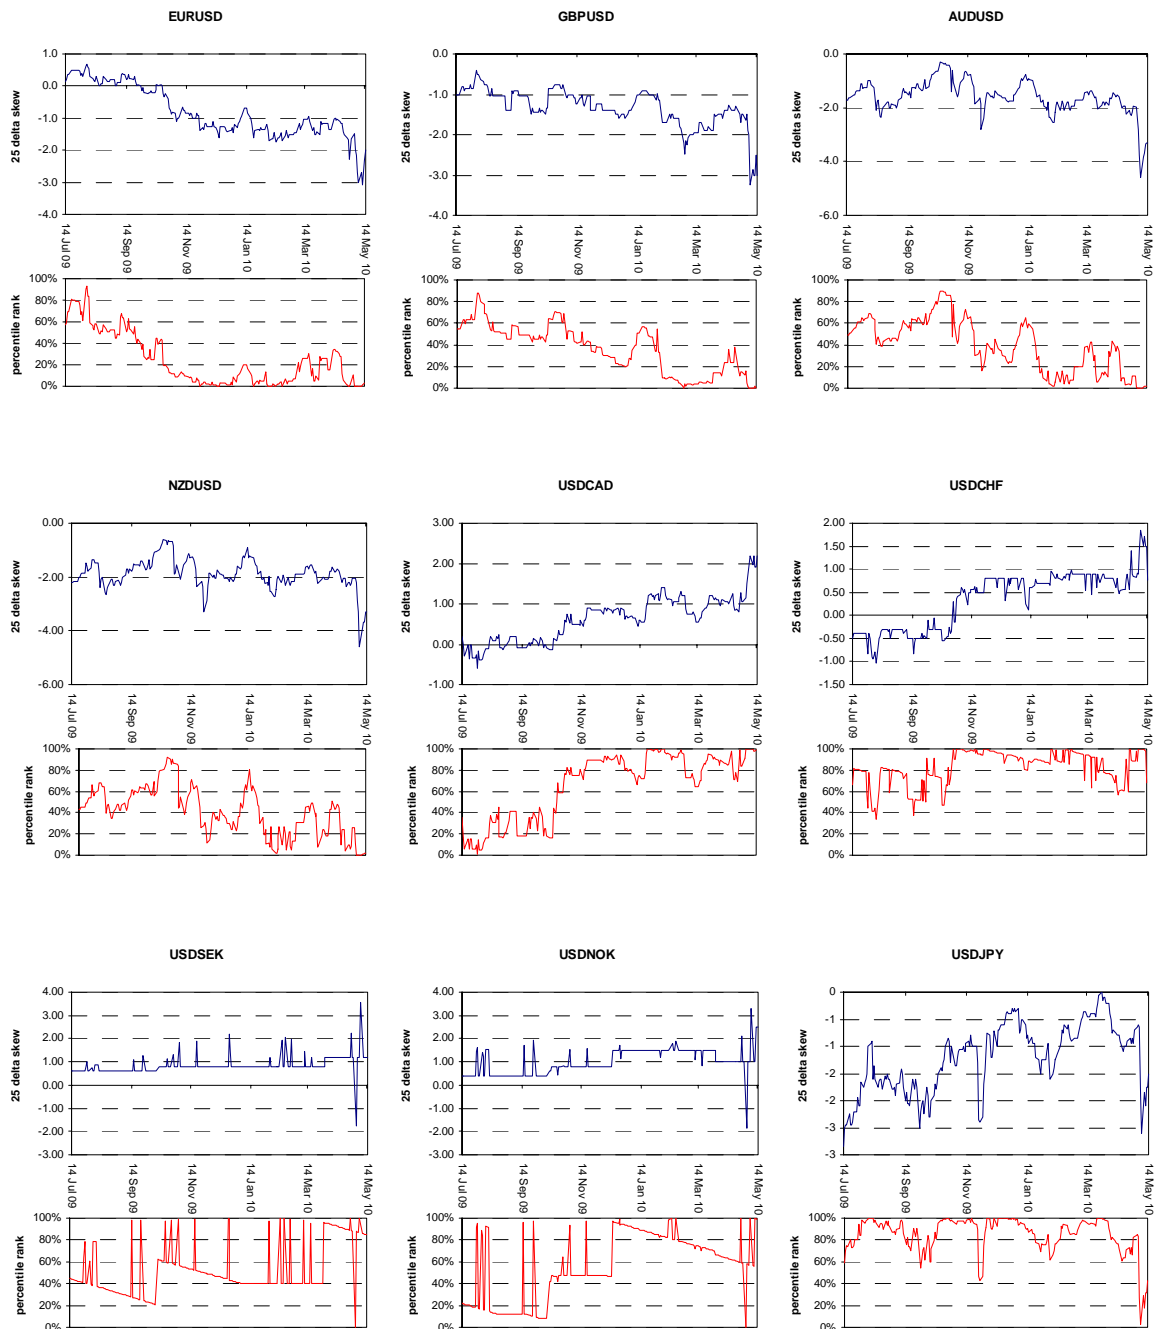 EURUSD
GBPUSD
AUDUSD
25 delta skew
1.0
0.0
-1.0
-2.0
-3.0
-4.0
14 Jul 09
14 Sep 09
14 Nov 09
14 Jan 10
14 Mar 10
14 May 10
percentile rank
100%
80%
60%
40%
20%
0%
25 delta skew
0.0
-1.0
-2.0
-3.0
-4.0
14 Jul 09
14 Sep 09
14 Nov 09
14 Jan 10
14 Mar 10
14 May 10
percentile rank
100%
80%
60%
40%
20%
0%
25 delta skew
0.0
-2.0
-4.0
-6.0
14 Jul 09
14 Sep 09
14 Nov 09
14 Jan 10
14 Mar 10
14 May 10
percentile rank
100%
80%
60%
40%
20%
0%
NZDUSD
USDCAD
USDCHF
25 delta skew
0.00
-2.00
-4.00
-6.00
14 Jul 09
14 Sep 09
14 Nov 09
14 Jan 10
14 Mar 10
14 May 10
percentile rank
100%
80%
60%
40%
20%
0%
25 delta skew
3.00
2.00
1.00
0.00
-1.00
14 Jul 09
14 Sep 09
14 Nov 09
14 Jan 10
14 Mar 10
14 May 10
percentile rank
100%
80%
60%
40%
20%
0%
25 delta skew
2.00
1.50
1.00
0.50
0.00
-0.50
-1.00
-1.50
14 Jul 09
14 Sep 09
14 Nov 09
14 Jan 10
14 Mar 10
14 May 10
percentile rank
100%
80%
60%
40%
20%
0%
USDSEK
USDNOK
USDJPY
25 delta skew
4.00
3.00
2.00
1.00
0.00
-1.00
-2.00
-3.00
14 Jul 09
14 Sep 09
14 Nov 09
14 Jan 10
14 Mar 10
14 May 10
percentile rank
100%
80%
60%
40%
20%
0%
25 delta skew
4.00
3.00
2.00
1.00
0.00
-1.00
-2.00
-3.00
14 Jul 09
14 Sep 09
14 Nov 09
14 Jan 10
14 Mar 10
14 May 10
percentile rank
100%
80%
60%
40%
20%
0%
25 delta skew
0
-1
-1
-2
-2
-3
-3
14 Jul 09
14 Sep 09
14 Nov 09
14 Jan 10
14 Mar 10
14 May 10
percentile rank
100%
80%
60%
40%
20%
0%